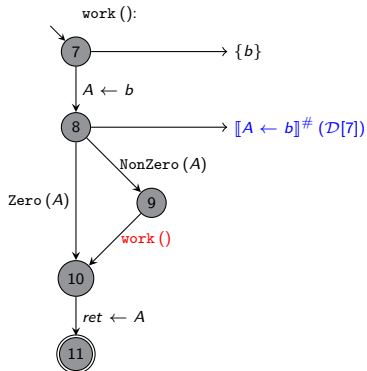 work ():
7
{b}
A ← b
8
⟦A ← b⟧# (𝒟[7])
NonZero (A)
Zero (A)
9
work ()
10
ret ← A
11